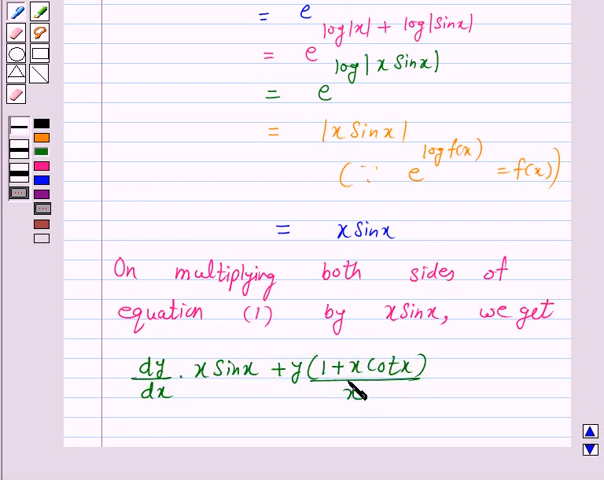 = e
= e log|x| + log|sinx|
= e log|x sinx|
= |x sinx|
(∵ e^logf(x) = f(x))
= x sinx
On multiplying both sides of
equation (1) by x sinx, we get
dy/dx . x sinx + y (1 + x cotx)/x